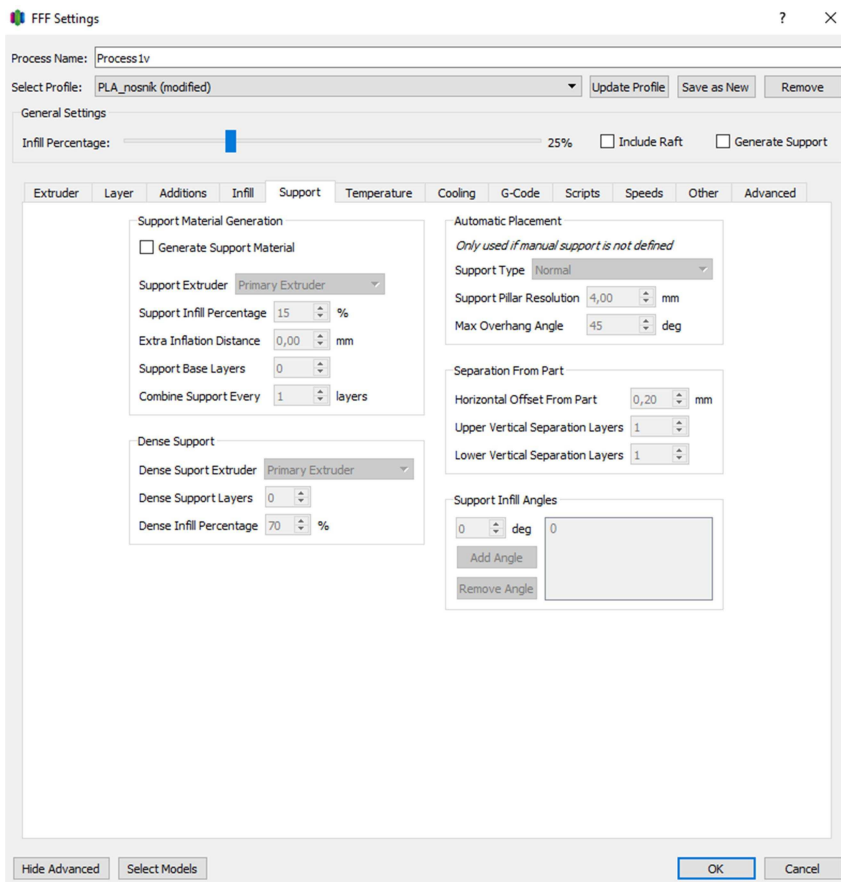 FFF Settings
?
Process Name: Process1v
Select Profile: PLA_nosnik (modified) Update Profile Save as New Remove
General Settings
Infill Percentage: 25% Include Raft Generate Support
Extruder Layer Additions Infill Support Temperature Cooling G-Code Scripts Speeds Other Advanced
Support Material Generation
Generate Support Material
Support Extruder Primary Extruder
Support Infill Percentage 15 %
Extra Inflation Distance 0,00 mm
Support Base Layers 0
Combine Support Every 1 layers
Dense Support
Dense Suport Extruder Primary Extruder
Dense Support Layers 0
Dense Infill Percentage 70 %
Automatic Placement
Only used if manual support is not defined
Support Type Normal
Support Pillar Resolution 4,00 mm
Max Overhang Angle 45 deg
Separation From Part
Horizontal Offset From Part 0,20 mm
Upper Vertical Separation Layers 1
Lower Vertical Separation Layers 1
Support Infill Angles
0 deg 0
Add Angle
Remove Angle
Hide Advanced Select Models OK Cancel